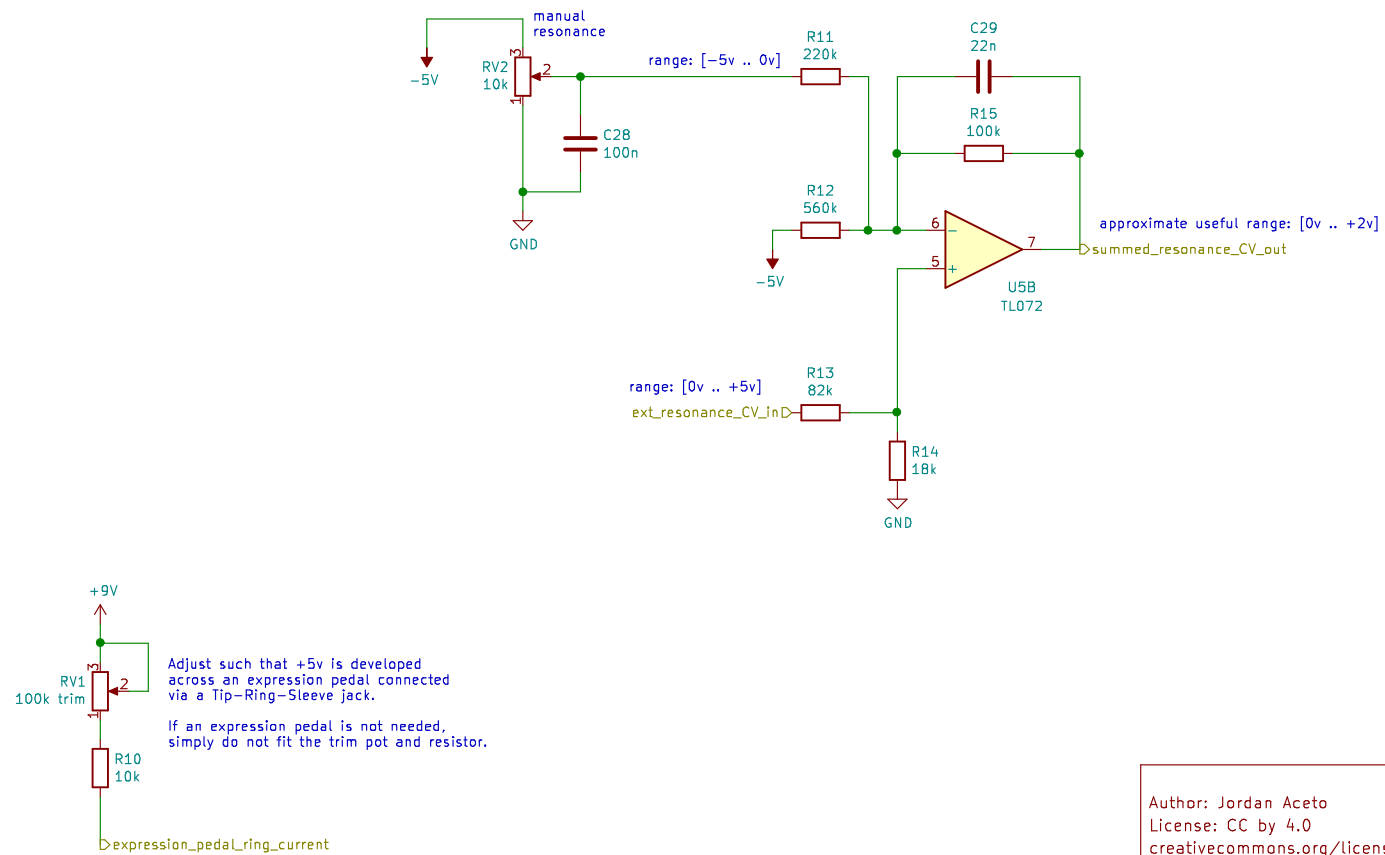 manual
resonance
-5V
3
RV2
10k
2
1
C28
100n
GND
range: [-5v .. 0v]
R11
220k
C29
22n
R15
100k
R12
560k
-5V
6
-
5
+
7
U5B
TL072
approximate useful range: [0v .. +2v]
summed_resonance_CV_out
range: [0v .. +5v]
ext_resonance_CV_in
R13
82k
R14
18k
GND
+9V
3
RV1
100k trim
2
1
R10
10k
expression_pedal_ring_current
Adjust such that +5v is developed
across an expression pedal connected
via a Tip-Ring-Sleeve jack.
If an expression pedal is not needed,
simply do not fit the trim pot and resistor.
Author: Jordan Aceto
License: CC by 4.0
creativecommons.org/licens